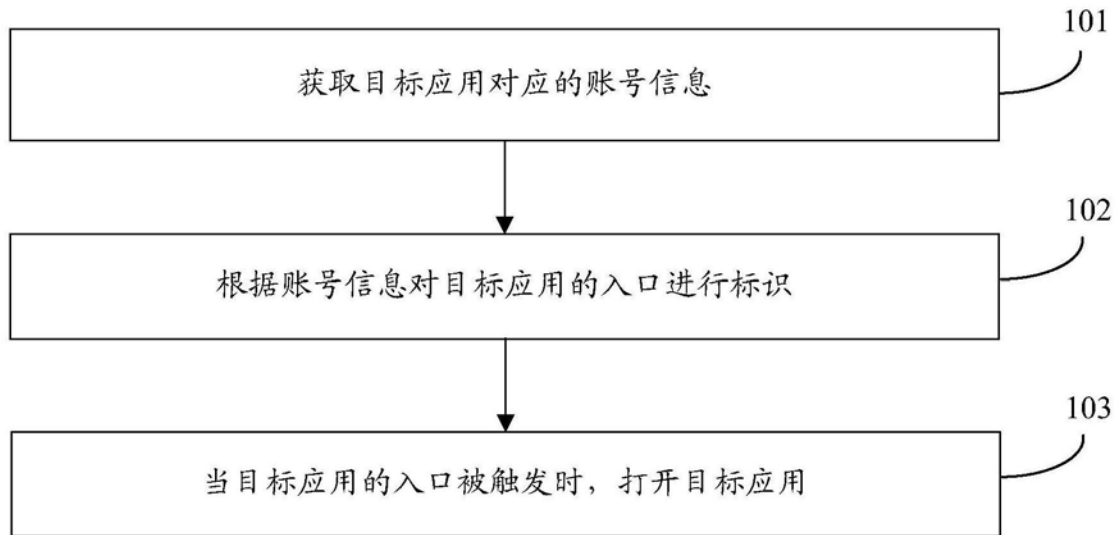 101
获取目标应用对应的账号信息
102
根据账号信息对目标应用的入口进行标识
103
当目标应用的入口被触发时，打开目标应用